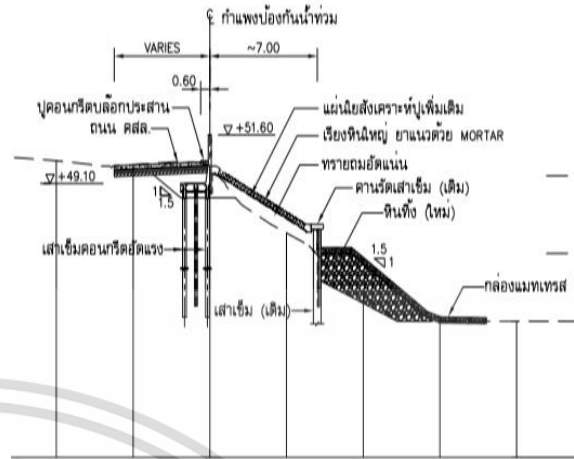 ℄ กำแพงป้องกันน้ำท่วม
VARIES
~7.00
0.60
ปูคอนกรีตบล๊อกประสาน
ถนน คสล.
+51.60
แผ่นใยสังเคราะห์ปูเพิ่มเติม
เรียงหินใหญ่ ยาแนวด้วย MORTAR
ทรายถมอัดแน่น
+49.10
คานรัดเสาเข็ม (เดิม)
1
1.5
หินทิ้ง (ใหม่)
1.5
1
เสาเข็มคอนกรีตอัดแรง
กล่องแมทเทรส
เสาเข็ม (เดิม)